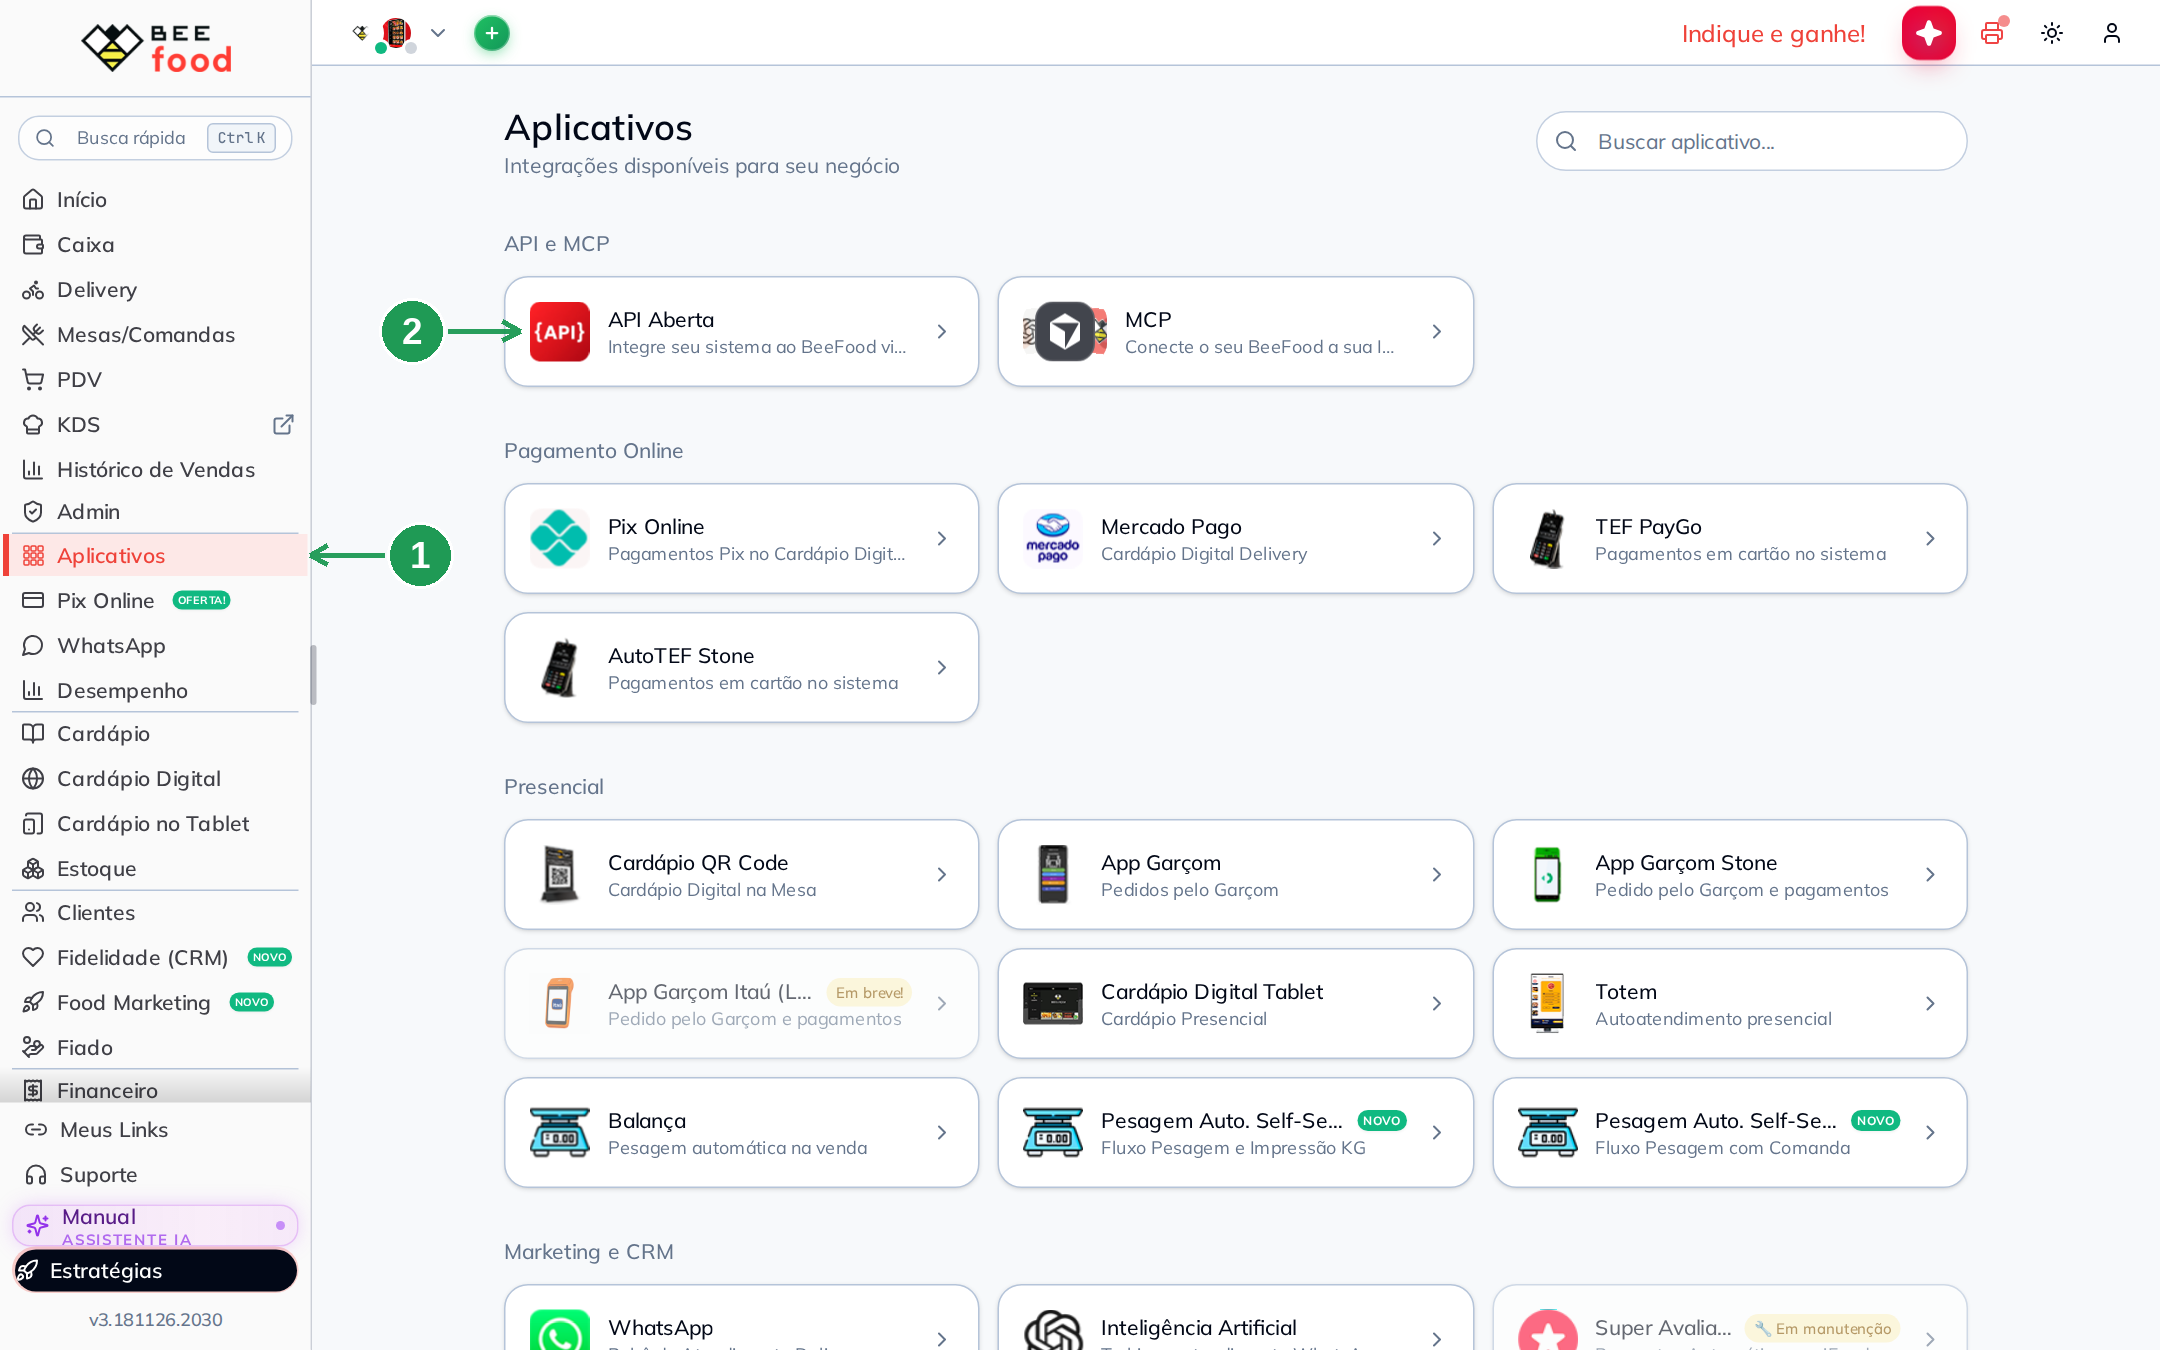 BEE
food
Busca rápida Ctrl K
Início
Caixa
Delivery
Mesas/Comandas
PDV
KDS
Histórico de Vendas
Admin
Aplicativos
Pix Online OFERTA!
WhatsApp
Desempenho
Cardápio
Cardápio Digital
Cardápio no Tablet
Estoque
Clientes
Fidelidade (CRM) NOVO
Food Marketing NOVO
Fiado
Financeiro
Meus Links
Suporte
Manual
ASSISTENTE IA
Estratégias
v3.181126.2030
Indique e ganhe!
Aplicativos
Integrações disponíveis para seu negócio
Buscar aplicativo...
1
2
API e MCP
{API}
API Aberta
Integre seu sistema ao BeeFood vi...
MCP
Conecte o seu BeeFood a sua I...
Pagamento Online
Pix Online
Pagamentos Pix no Cardápio Digit...
mercado
pago
Mercado Pago
Cardápio Digital Delivery
TEF PayGo
Pagamentos em cartão no sistema
AutoTEF Stone
Pagamentos em cartão no sistema
Presencial
Cardápio QR Code
Cardápio Digital na Mesa
App Garçom
Pedidos pelo Garçom
App Garçom Stone
Pedido pelo Garçom e pagamentos
App Garçom Itaú (L... Em breve!
Pedido pelo Garçom e pagamentos
Cardápio Digital Tablet
Cardápio Presencial
Totem
Autoatendimento presencial
0.00
Balança
Pesagem automática na venda
0.00
Pesagem Auto. Self-Se... NOVO
Fluxo Pesagem e Impressão KG
0.00
Pesagem Auto. Self-Se... NOVO
Fluxo Pesagem com Comanda
Marketing e CRM
WhatsApp
Inteligência Artificial
Super Avalia... Em manutenção